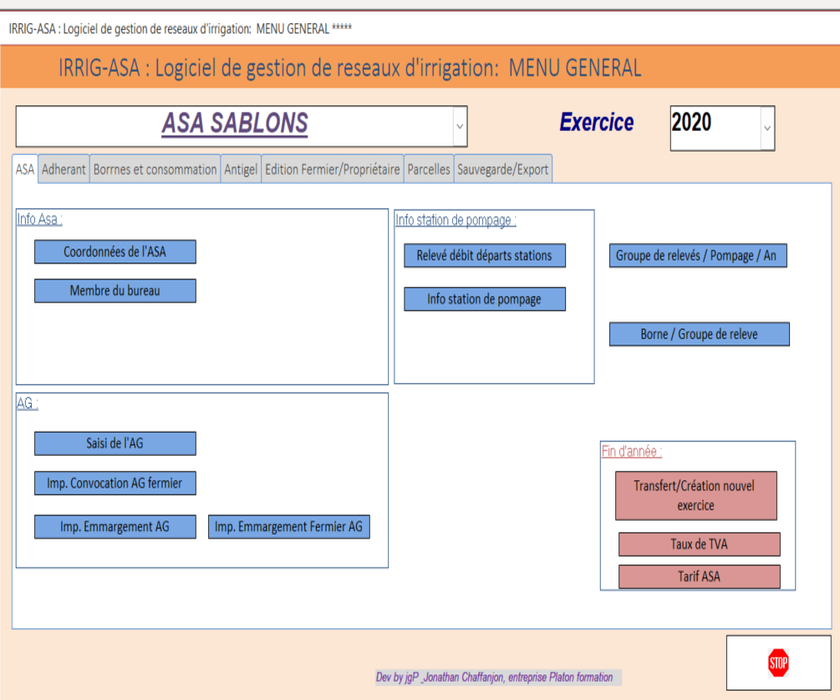 IRRIG-ASA : Logiciel de gestion de reseaux d'irrigation: MENU GENERAL *****
IRRIG-ASA : Logiciel de gestion de reseaux d'irrigation: MENU GENERAL
ASA SABLONS
Exercice
2020
ASA
Adherant
Borrnes et consommation
Antigel
Edition Fermier/Propriétaire
Parcelles
Sauvegarde/Export
Info Asa :
Coordonnées de l'ASA
Membre du bureau
Info station de pompage :
Relevé débit départs stations
Info station de pompage
Groupe de relevés / Pompage / An
Borne / Groupe de releve
AG :
Saisi de l'AG
Imp. Convocation AG fermier
Imp. Emmargement AG
Imp. Emmargement Fermier AG
Fin d'année :
Transfert/Création nouvel
exercice
Taux de TVA
Tarif ASA
STOP
Dev by jgP _Jonathan Chaffanjon, entreprise Platon formation